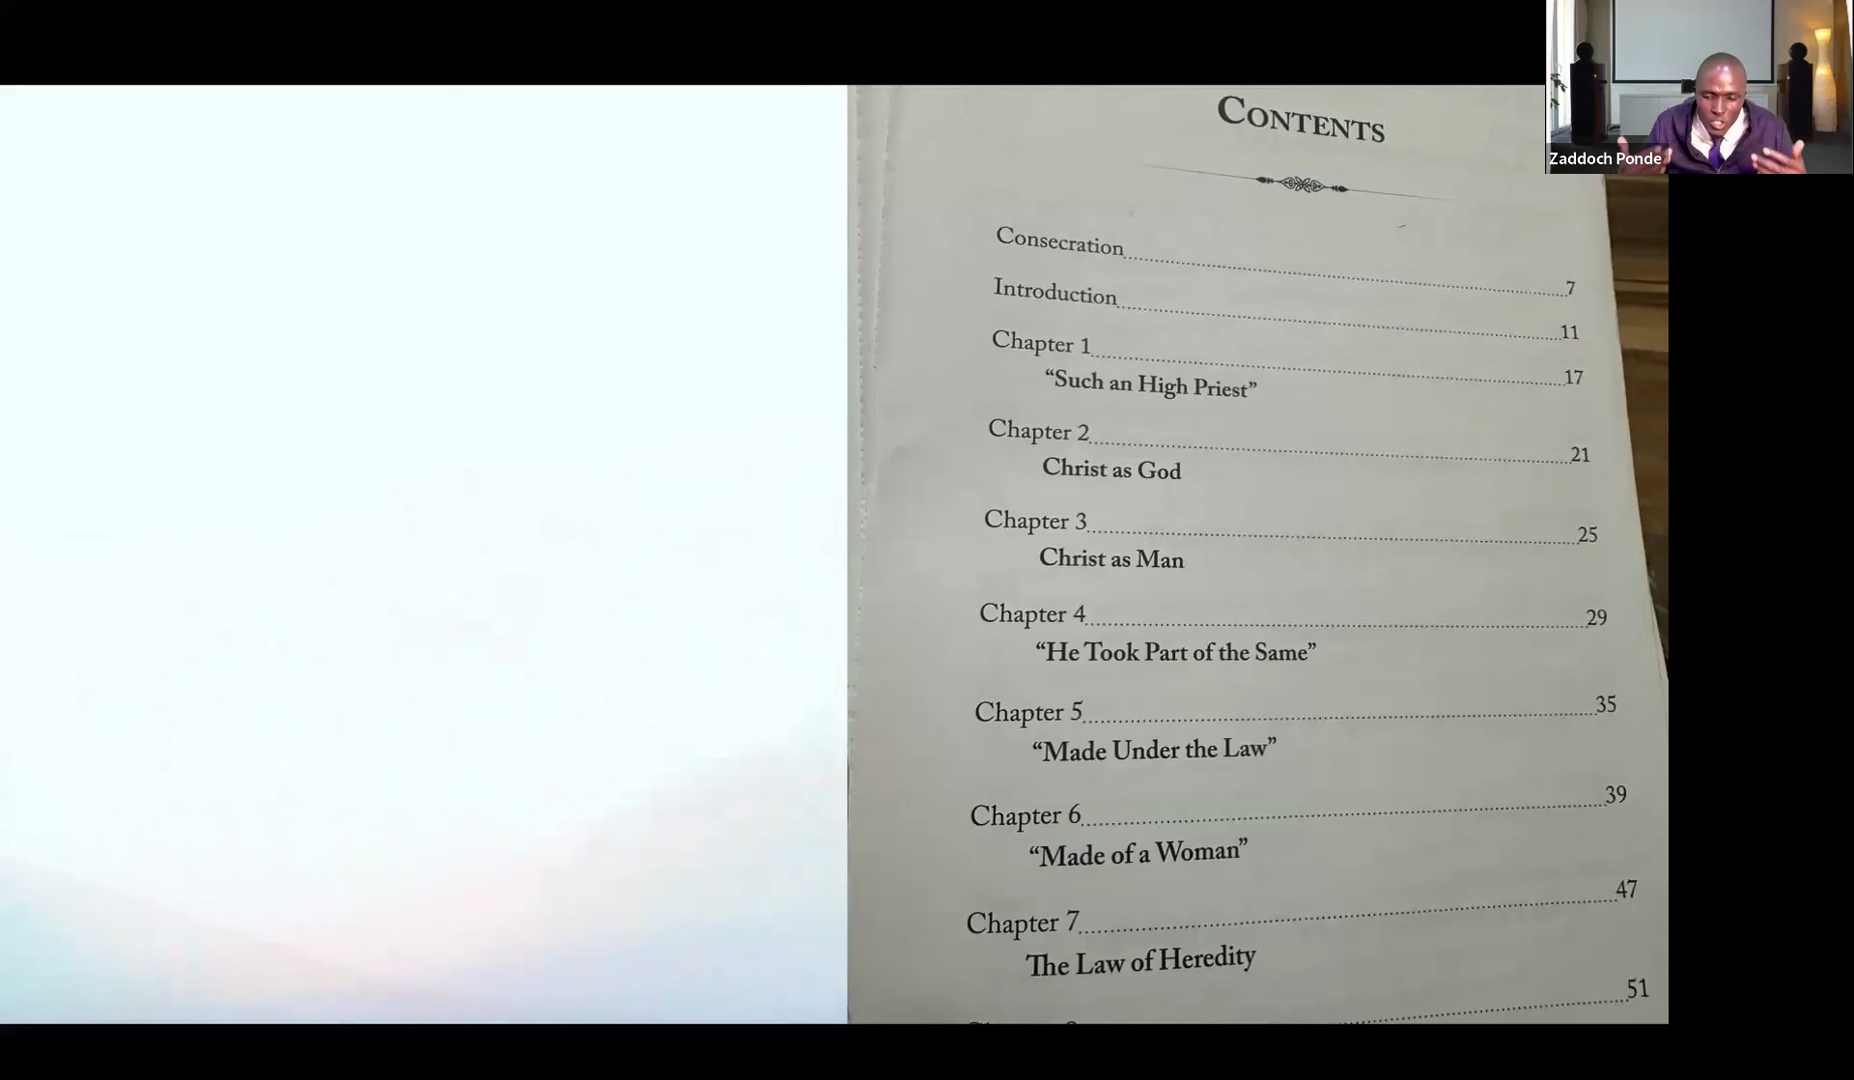 Zaddoch Ponde
CONTENTS
Consecration 7
Introduction 11
Chapter 1 17
“Such an High Priest”
Chapter 2 21
Christ as God
Chapter 3 25
Christ as Man
Chapter 4 29
“He Took Part of the Same”
Chapter 5 35
“Made Under the Law”
Chapter 6 39
“Made of a Woman”
Chapter 7 47
The Law of Heredity
51